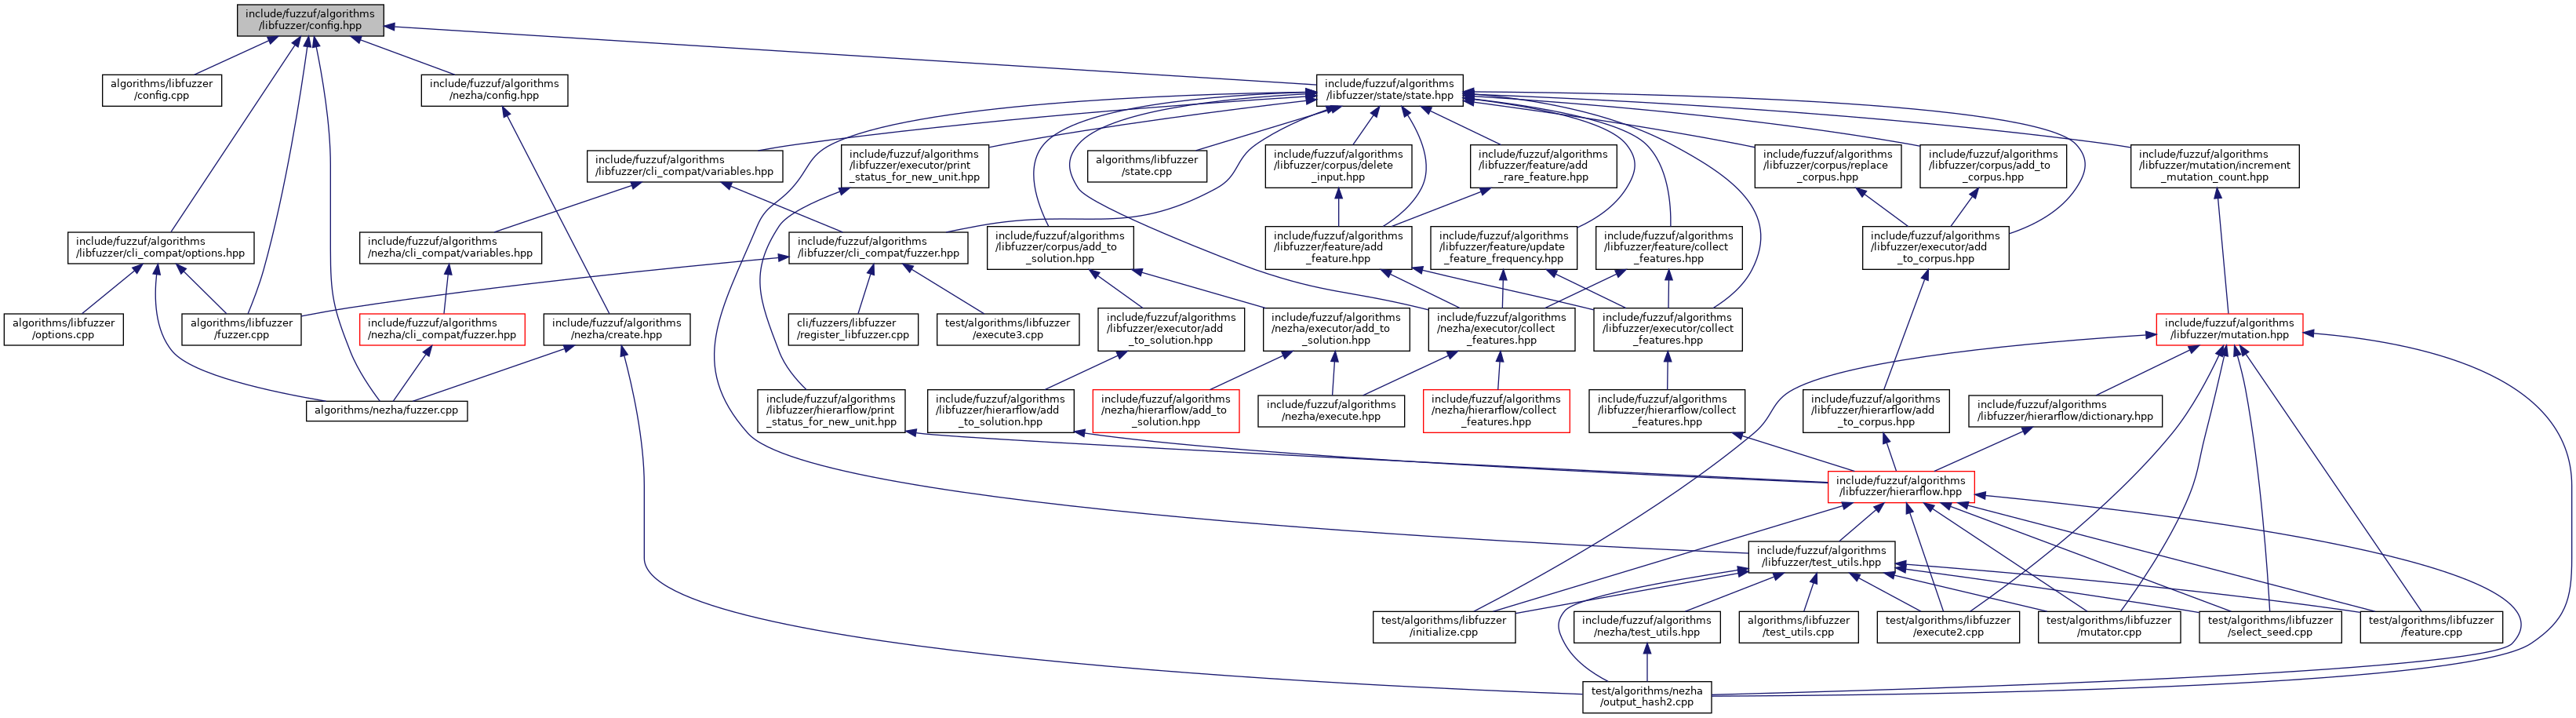 include/fuzzuf/algorithms
/libfuzzer/config.hpp
algorithms/libfuzzer
/config.cpp
include/fuzzuf/algorithms
/nezha/config.hpp
include/fuzzuf/algorithms
/libfuzzer/state/state.hpp
include/fuzzuf/algorithms
/libfuzzer/cli_compat/variables.hpp
include/fuzzuf/algorithms
/libfuzzer/executor/print
_status_for_new_unit.hpp
algorithms/libfuzzer
/state.cpp
include/fuzzuf/algorithms
/libfuzzer/corpus/delete
_input.hpp
include/fuzzuf/algorithms
/libfuzzer/feature/add
_rare_feature.hpp
include/fuzzuf/algorithms
/libfuzzer/corpus/replace
_corpus.hpp
include/fuzzuf/algorithms
/libfuzzer/corpus/add_to
_corpus.hpp
include/fuzzuf/algorithms
/libfuzzer/mutation/increment
_mutation_count.hpp
include/fuzzuf/algorithms
/libfuzzer/cli_compat/options.hpp
include/fuzzuf/algorithms
/nezha/cli_compat/variables.hpp
include/fuzzuf/algorithms
/libfuzzer/cli_compat/fuzzer.hpp
include/fuzzuf/algorithms
/libfuzzer/corpus/add_to
_solution.hpp
include/fuzzuf/algorithms
/libfuzzer/feature/add
_feature.hpp
include/fuzzuf/algorithms
/libfuzzer/feature/update
_feature_frequency.hpp
include/fuzzuf/algorithms
/libfuzzer/feature/collect
_features.hpp
include/fuzzuf/algorithms
/libfuzzer/executor/add
_to_corpus.hpp
algorithms/libfuzzer
/options.cpp
algorithms/libfuzzer
/fuzzer.cpp
include/fuzzuf/algorithms
/nezha/cli_compat/fuzzer.hpp
include/fuzzuf/algorithms
/nezha/create.hpp
cli/fuzzers/libfuzzer
/register_libfuzzer.cpp
test/algorithms/libfuzzer
/execute3.cpp
include/fuzzuf/algorithms
/libfuzzer/executor/add
_to_solution.hpp
include/fuzzuf/algorithms
/nezha/executor/add_to
_solution.hpp
include/fuzzuf/algorithms
/nezha/executor/collect
_features.hpp
include/fuzzuf/algorithms
/libfuzzer/executor/collect
_features.hpp
include/fuzzuf/algorithms
/libfuzzer/mutation.hpp
algorithms/nezha/fuzzer.cpp
include/fuzzuf/algorithms
/libfuzzer/hierarflow/print
_status_for_new_unit.hpp
include/fuzzuf/algorithms
/libfuzzer/hierarflow/add
_to_solution.hpp
include/fuzzuf/algorithms
/nezha/hierarflow/add_to
_solution.hpp
include/fuzzuf/algorithms
/nezha/execute.hpp
include/fuzzuf/algorithms
/nezha/hierarflow/collect
_features.hpp
include/fuzzuf/algorithms
/libfuzzer/hierarflow/collect
_features.hpp
include/fuzzuf/algorithms
/libfuzzer/hierarflow/add
_to_corpus.hpp
include/fuzzuf/algorithms
/libfuzzer/hierarflow/dictionary.hpp
include/fuzzuf/algorithms
/libfuzzer/hierarflow.hpp
include/fuzzuf/algorithms
/libfuzzer/test_utils.hpp
test/algorithms/libfuzzer
/initialize.cpp
include/fuzzuf/algorithms
/nezha/test_utils.hpp
algorithms/libfuzzer
/test_utils.cpp
test/algorithms/libfuzzer
/execute2.cpp
test/algorithms/libfuzzer
/mutator.cpp
test/algorithms/libfuzzer
/select_seed.cpp
test/algorithms/libfuzzer
/feature.cpp
test/algorithms/nezha
/output_hash2.cpp